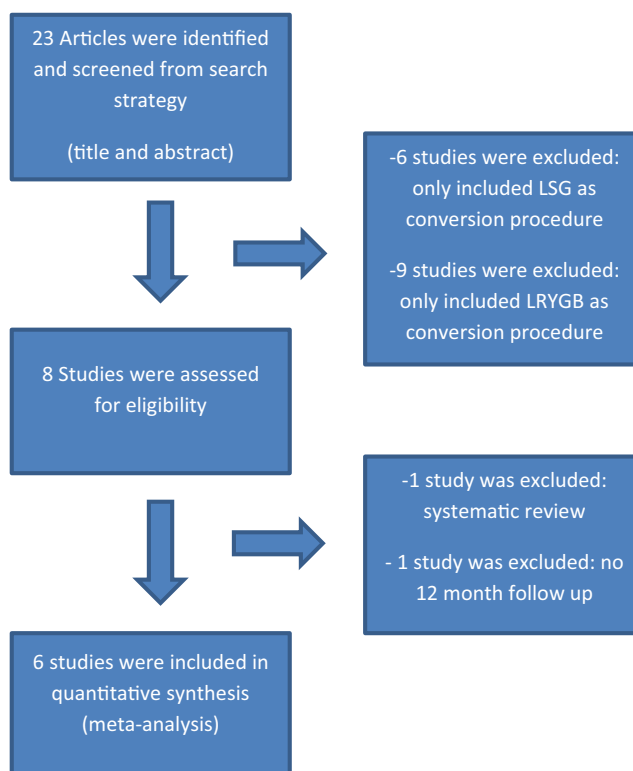 23 Articles were identified
and screened from search
strategy
(title and abstract)
-6 studies were excluded:
only included LSG as
conversion procedure
-9 studies were excluded:
only included LRYGB as
conversion procedure
8 Studies were assessed
for eligibility
-1 study was excluded:
systematic review
- 1 study was excluded: no
12 month follow up
6 studies were included in
quantitative synthesis
(meta-analysis)